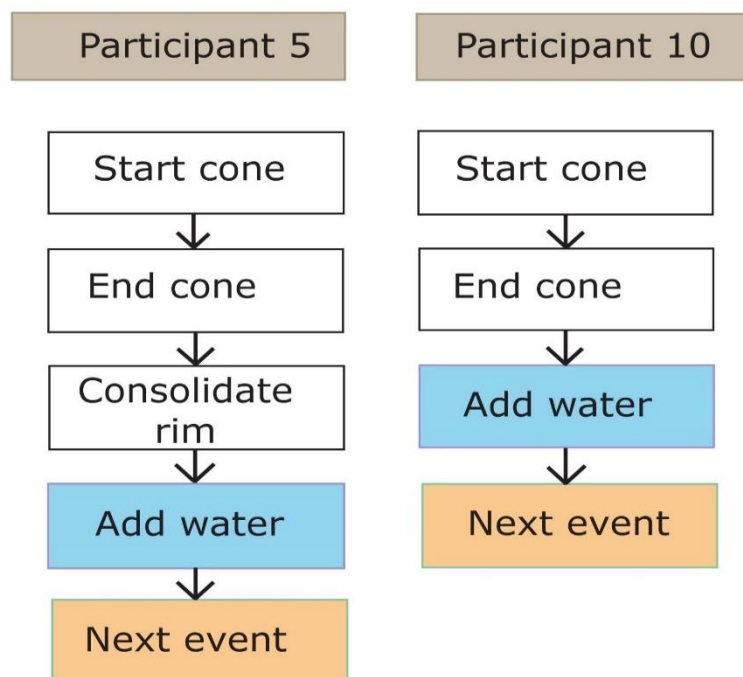 Participant 5
Start cone
End cone
Consolidate
rim
Add water
Next event
Participant 10
Start cone
End cone
Add water
Next event